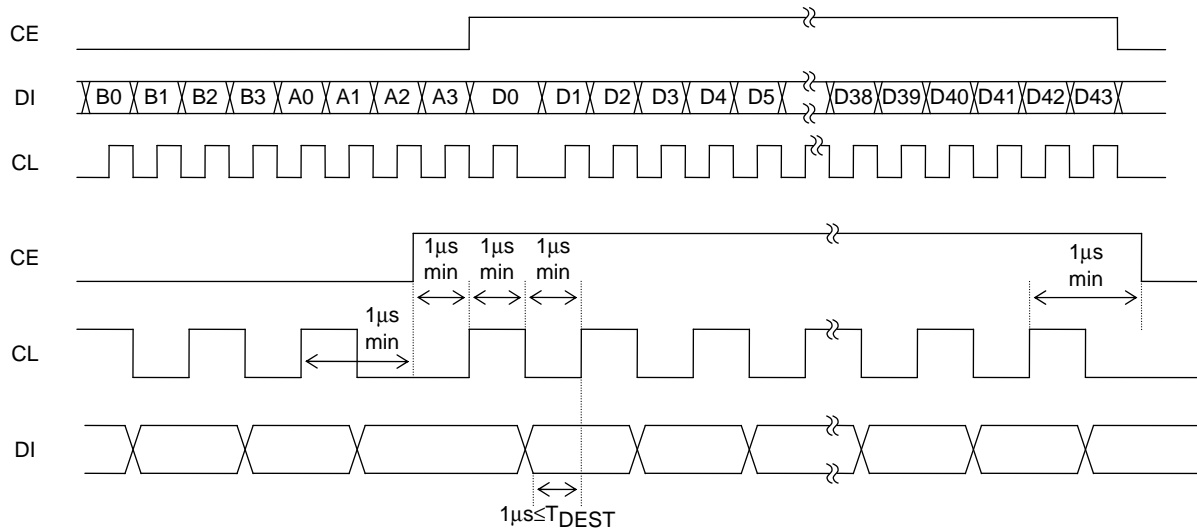 CE
DI B0 B1 B2 B3 A0 A1 A2 A3 D0 D1 D2 D3 D4 D5 D38 D39 D40 D41 D42 D43
CL
CE
1μs min 1μs min 1μs min 1μs min
1μs min
CL
DI
1μs≤TDEST